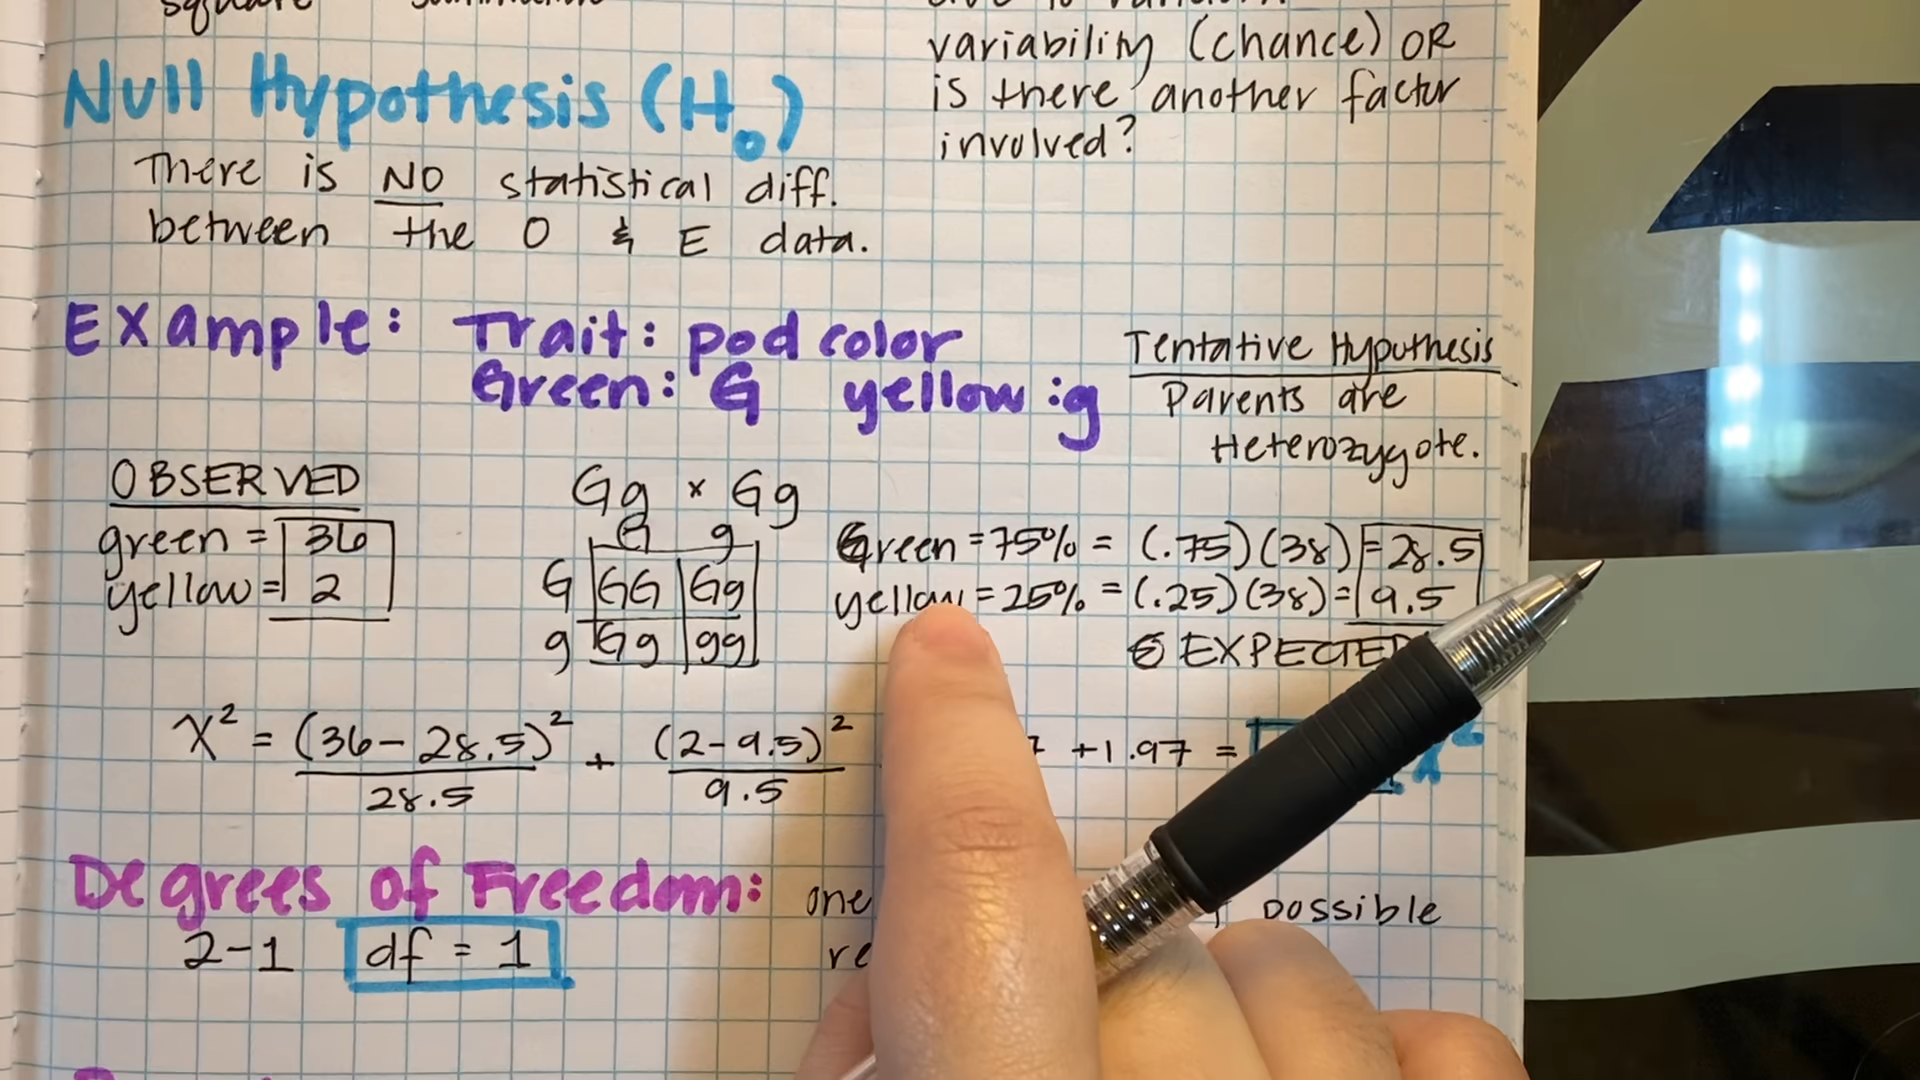 square
variability (chance) OR
is there another factor
involved?
Null Hypothesis (H₀)
There is NO statistical diff.
between the O & E data.
Example: Trait: pod color
Green: G yellow :g
Tentative Hypothesis
Parents are
Heterozygote.
OBSERVED
green = 36
yellow = 2
Gg × Gg
G g
G GG Gg
g Gg gg
Green = 75% = (.75)(38) = 28.5
yellow = 25% = (.25)(38) = 9.5
EXPECTED
χ² = (36 - 28.5)² / 28.5 + (2 - 9.5)² / 9.5
+1.97 =
Degrees of Freedom: one possible
2-1 df = 1